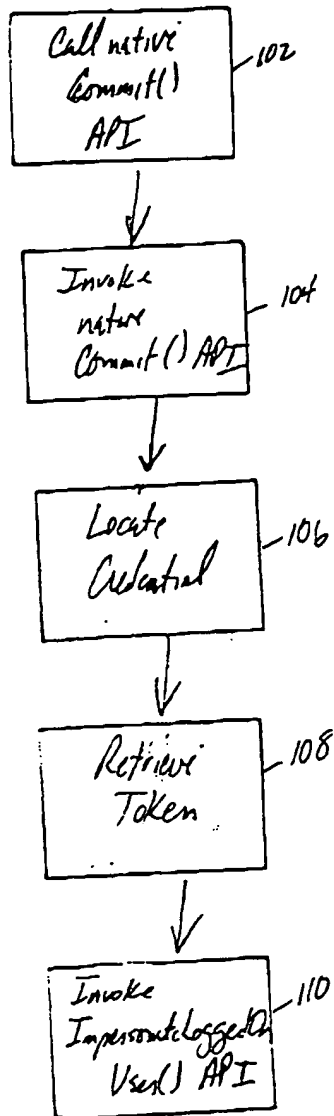 Call native
Commit()
API
102
Invoke
native
Commit() API
104
Locate
Credential
106
Retrieve
Token
108
Invoke
ImpersonateLoggedOn
User() API
110